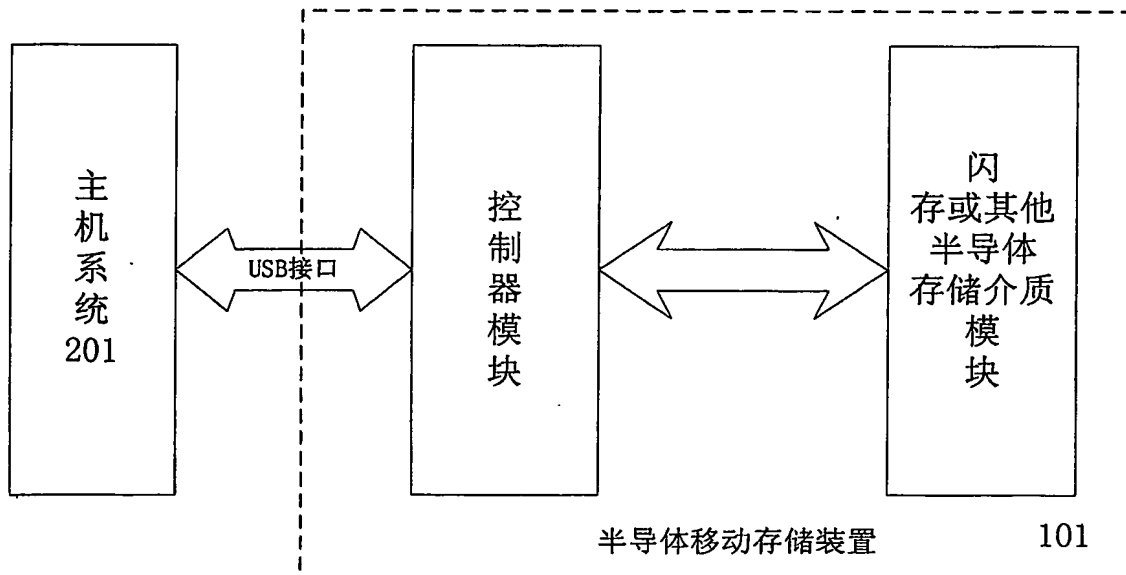 主
机
系
统
201
USB接口
控
制
器
模
块
闪
存或其他
半导体
存储介质
模
块
半导体移动存储装置
101